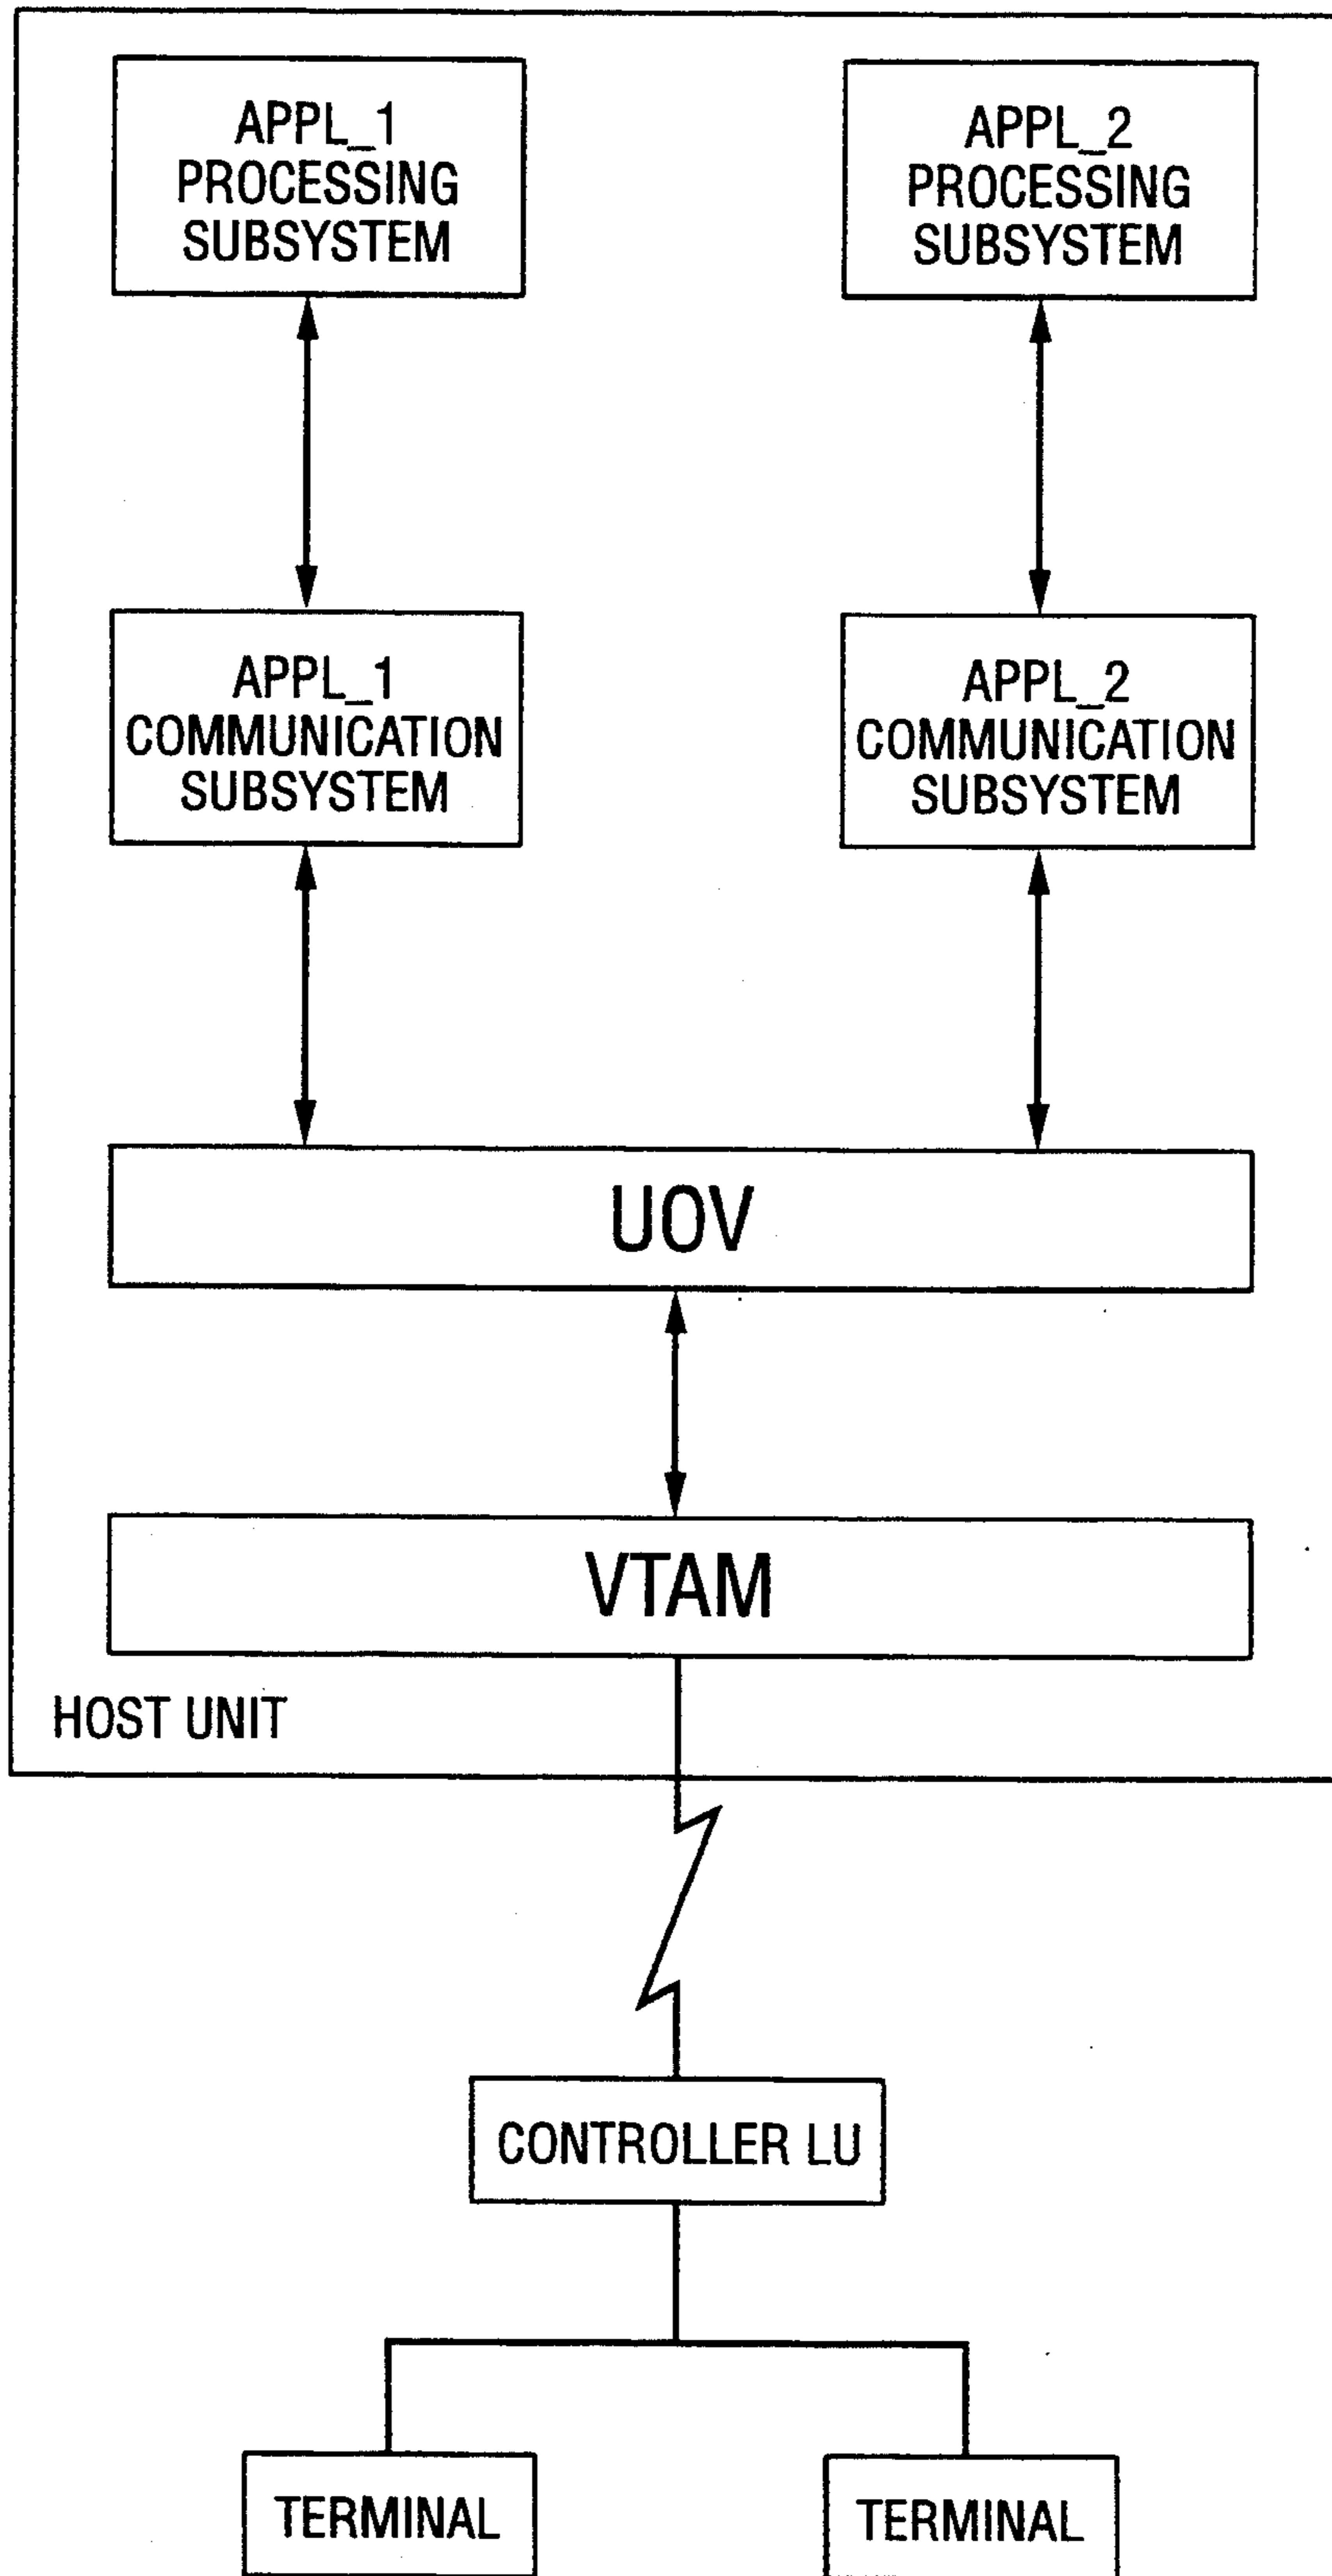 APPL_1
PROCESSING
SUBSYSTEM
APPL_2
PROCESSING
SUBSYSTEM
APPL_1
COMMUNICATION
SUBSYSTEM
APPL_2
COMMUNICATION
SUBSYSTEM
UOV
VTAM
HOST UNIT
CONTROLLER LU
TERMINAL
TERMINAL